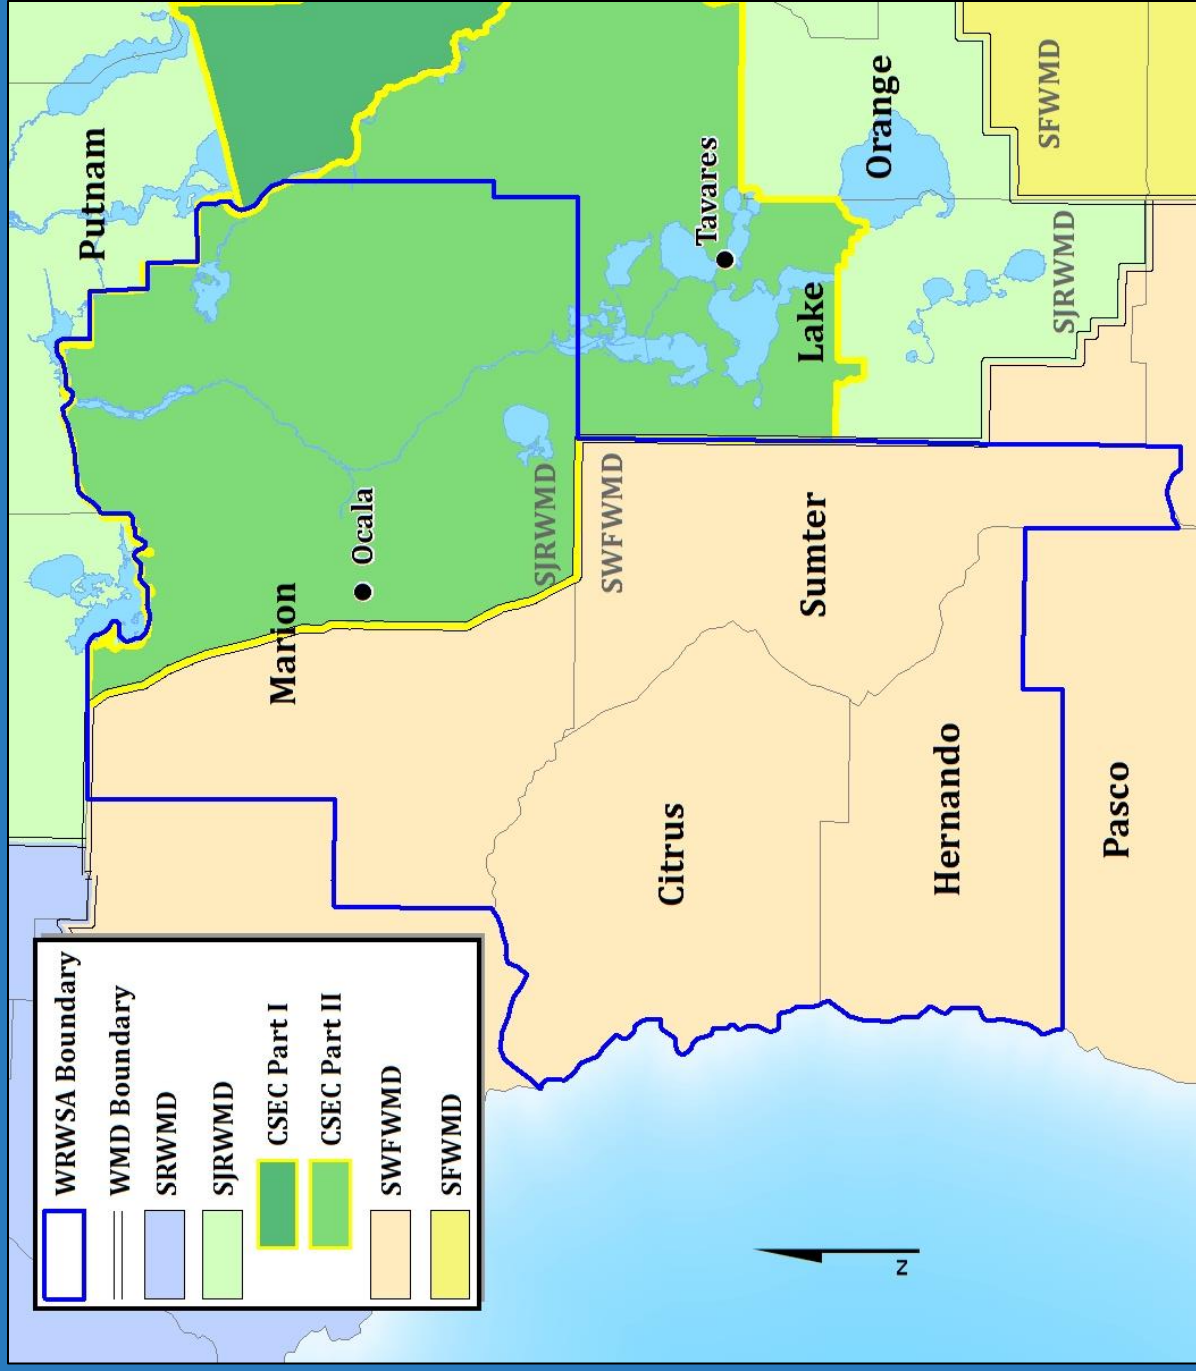 WRWSA Boundary
WMD Boundary
SRWMD
SJRWMD
CSEC Part I
CSEC Part II
SWFWMD
SFWMD
Putnam
Marion
Ocala
SJRWMD
SWFWMD
Citrus
Sumter
Lake
Tavares
Orange
SFWMD
Hernando
SJRWMD
Pasco
N